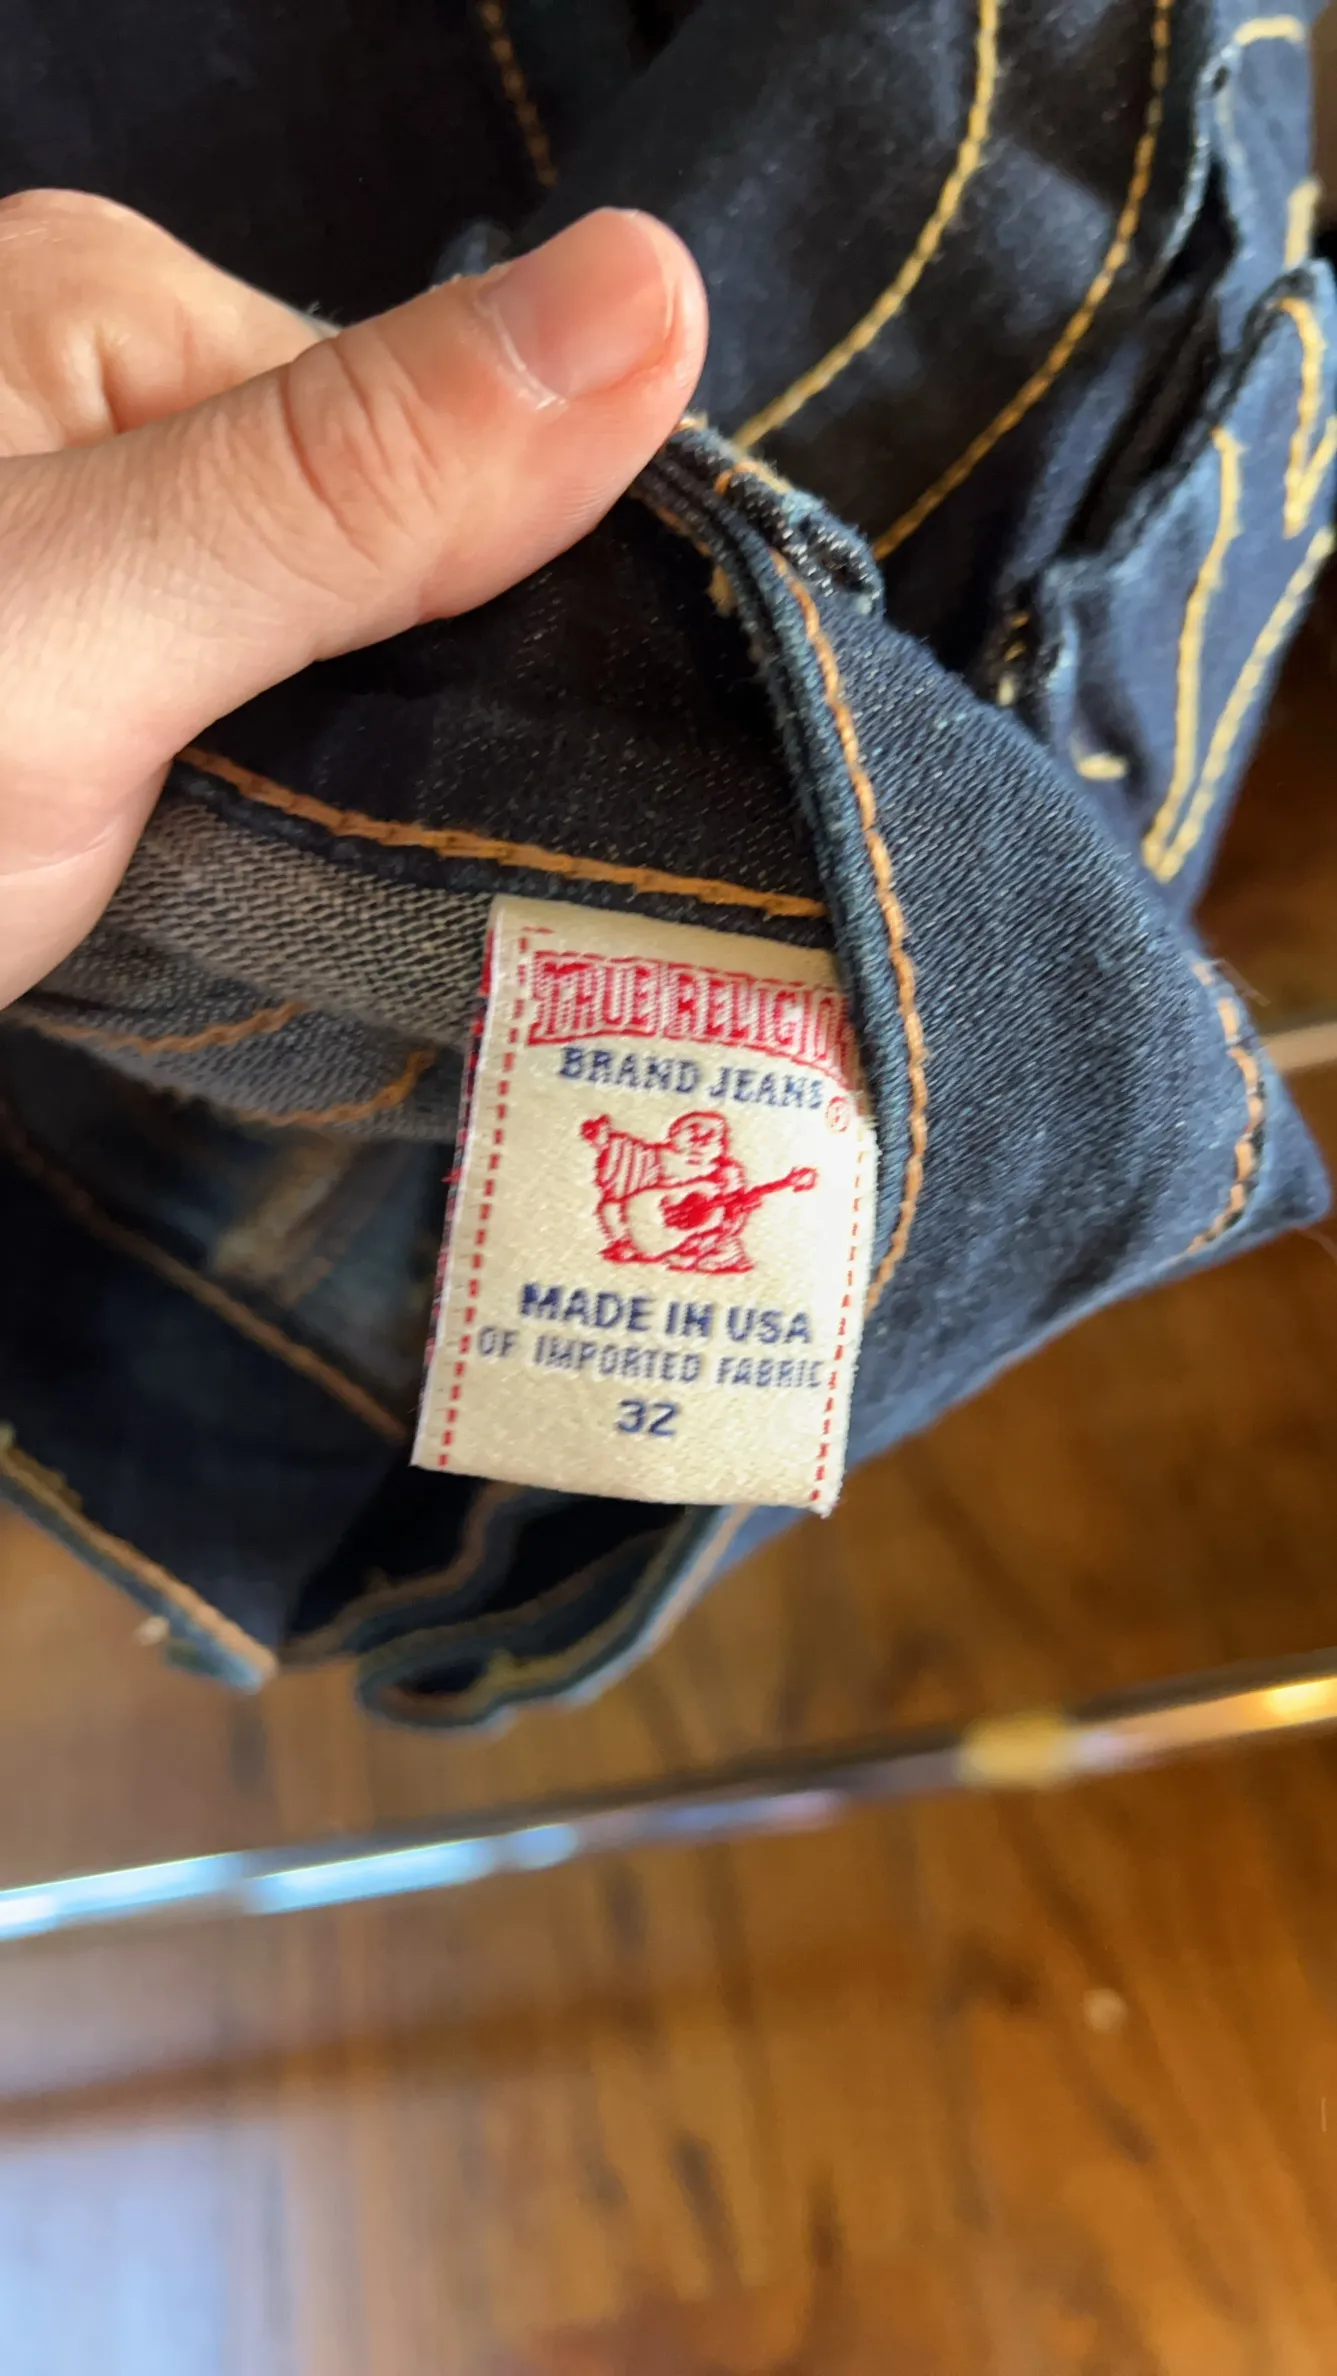 TRUE RELIGIO
BRAND JEANS®
MADE IN USA
OF IMPORTED FABRIC
32